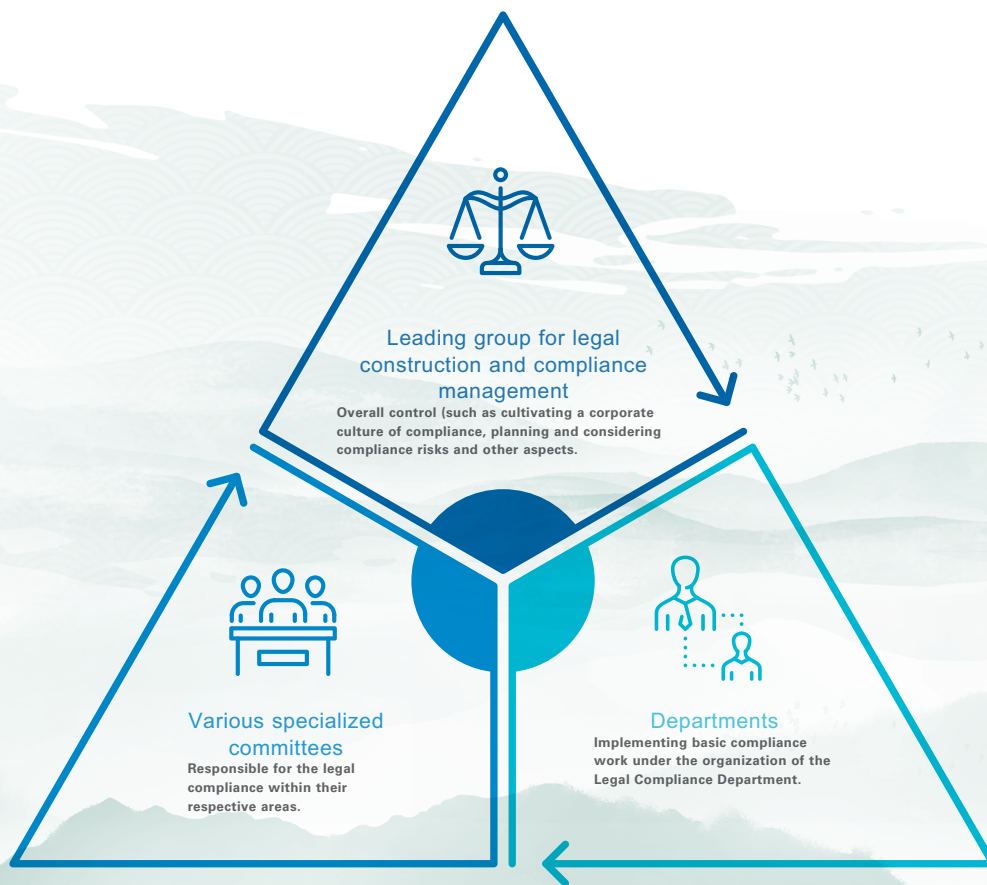 Leading group for legal
construction and compliance
management
Overall control (such as cultivating a corporate
culture of compliance, planning and considering
compliance risks and other aspects.
Various specialized
committees
Responsible for the legal
compliance within their
respective areas.
Departments
Implementing basic compliance
work under the organization of the
Legal Compliance Department.